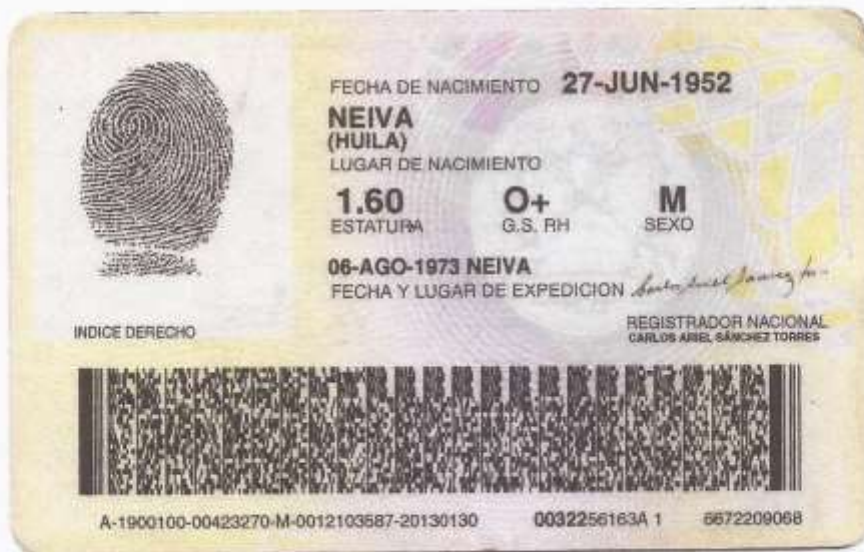 FECHA DE NACIMIENTO 27-JUN-1952
NEIVA
(HUILA)
LUGAR DE NACIMIENTO
1.60 O+ M
ESTATURA G.S. RH SEXO
06-AGO-1973 NEIVA
FECHA Y LUGAR DE EXPEDICION
INDICE DERECHO
REGISTRADOR NACIONAL
CARLOS ARIEL SÁNCHEZ TORRES
A-1900100-00423270-M-0012103587-20130130 0032256163A 1 6672209068